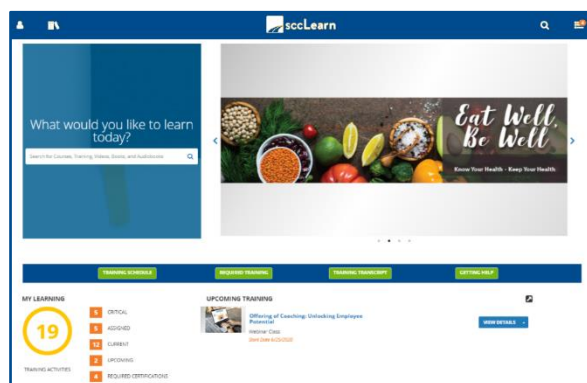 sccLearn
What would you like to learn
today?
Search for Courses, Training, Videos, Books, and Audiobooks
Eat Well,
Be Well
Know Your Health - Keep Your Health
TRAINING SCHEDULE
REQUIRED TRAINING
TRAINING TRANSCRIPT
GETTING HELP
MY LEARNING
19
TRAINING ACTIVITIES
5 CRITICAL
5 ASSIGNED
12 CURRENT
2 UPCOMING
4 REQUIRED CERTIFICATIONS
UPCOMING TRAINING
Offering of Coaching: Unlocking Employee
Potential
Webinar Class
Start Date
VIEW DETAILS